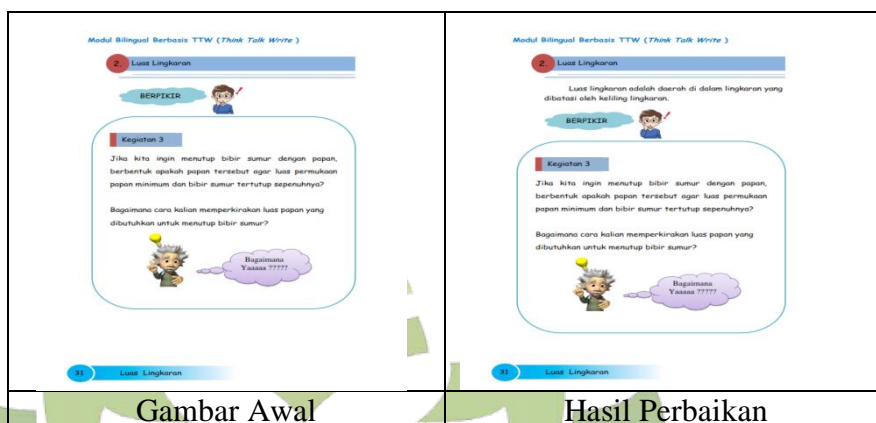 Modul Bilingual Berbasis TTW (Think Talk Write )
2. Luas Lingkaran
BERPIKIR
Kegiatan 3
Jika kita ingin menutup bibir sumur dengan papan,
berbentuk apakah papan tersebut agar luas permukaan
papan minimum dan bibir sumur tertutup sepenuhnya?
Bagaimana cara kalian memperkirakan luas papan yang
dibutuhkan untuk menutup bibir sumur?
Bagaimana
Yaaaaa ?????
31 Luas Lingkaran
Gambar Awal
Modul Bilingual Berbasis TTW (Think Talk Write )
2. Luas Lingkaran
Luas lingkaran adalah daerah di dalam lingkaran yang
dibatasi oleh keliling lingkaran.
BERPIKIR
Kegiatan 3
Jika kita ingin menutup bibir sumur dengan papan,
berbentuk apakah papan tersebut agar luas permukaan
papan minimum dan bibir sumur tertutup sepenuhnya?
Bagaimana cara kalian memperkirakan luas papan yang
dibutuhkan untuk menutup bibir sumur?
Bagaimana
Yaaaaa ?????
31 Luas Lingkaran
Hasil Perbaikan